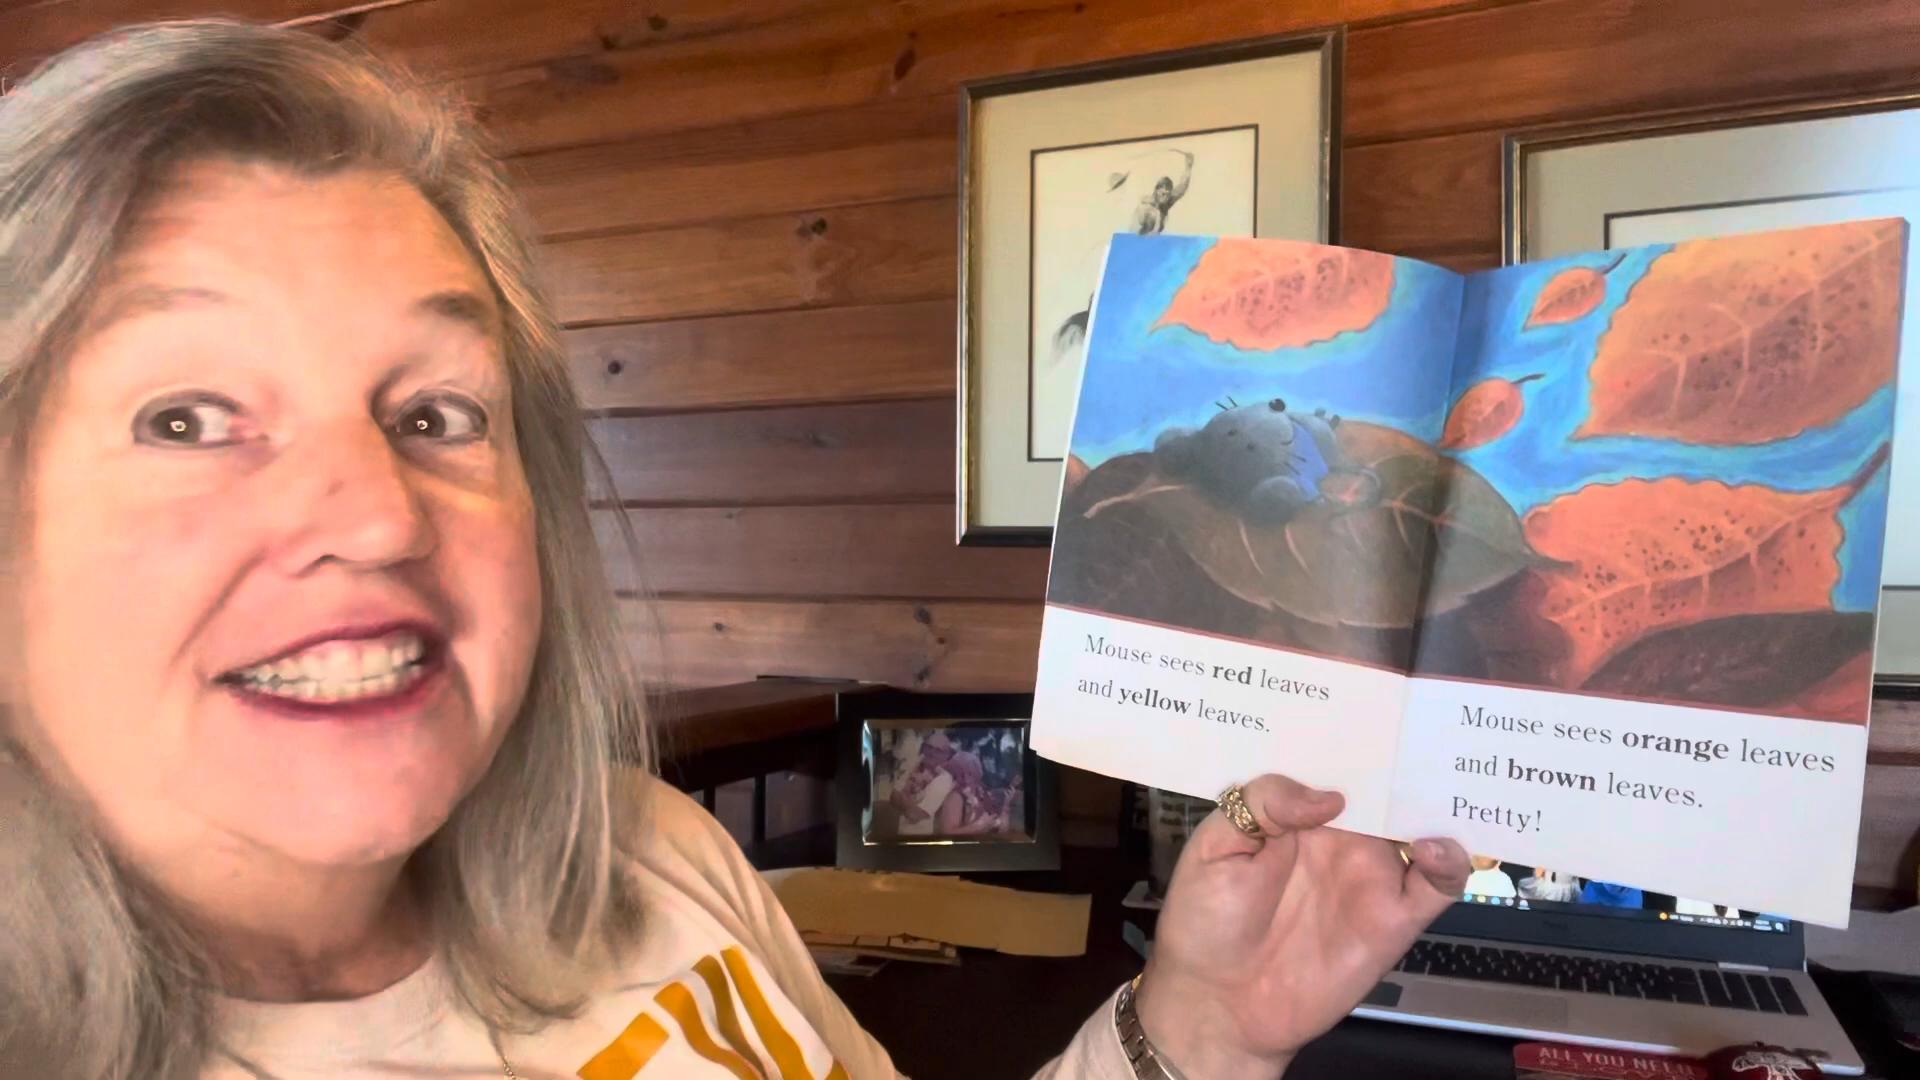 Mouse sees red leaves
and yellow leaves.
Mouse sees orange leaves
and brown leaves.
Pretty!
ALL YOU NEED